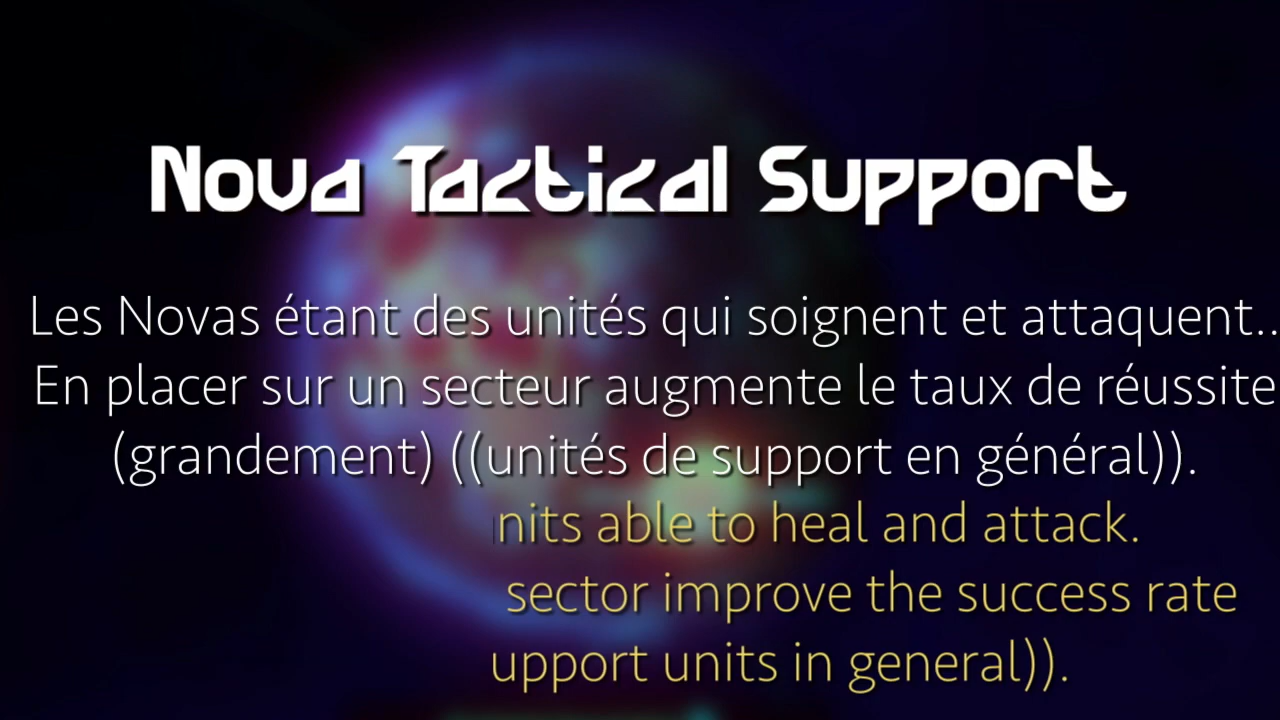 Nova Tactical Support
Les Novas étant des unités qui soignent et attaquent..
En placer sur un secteur augmente le taux de réussite
(grandement) ((unités de support en général)).
nits able to heal and attack.
sector improve the success rate
upport units in general)).